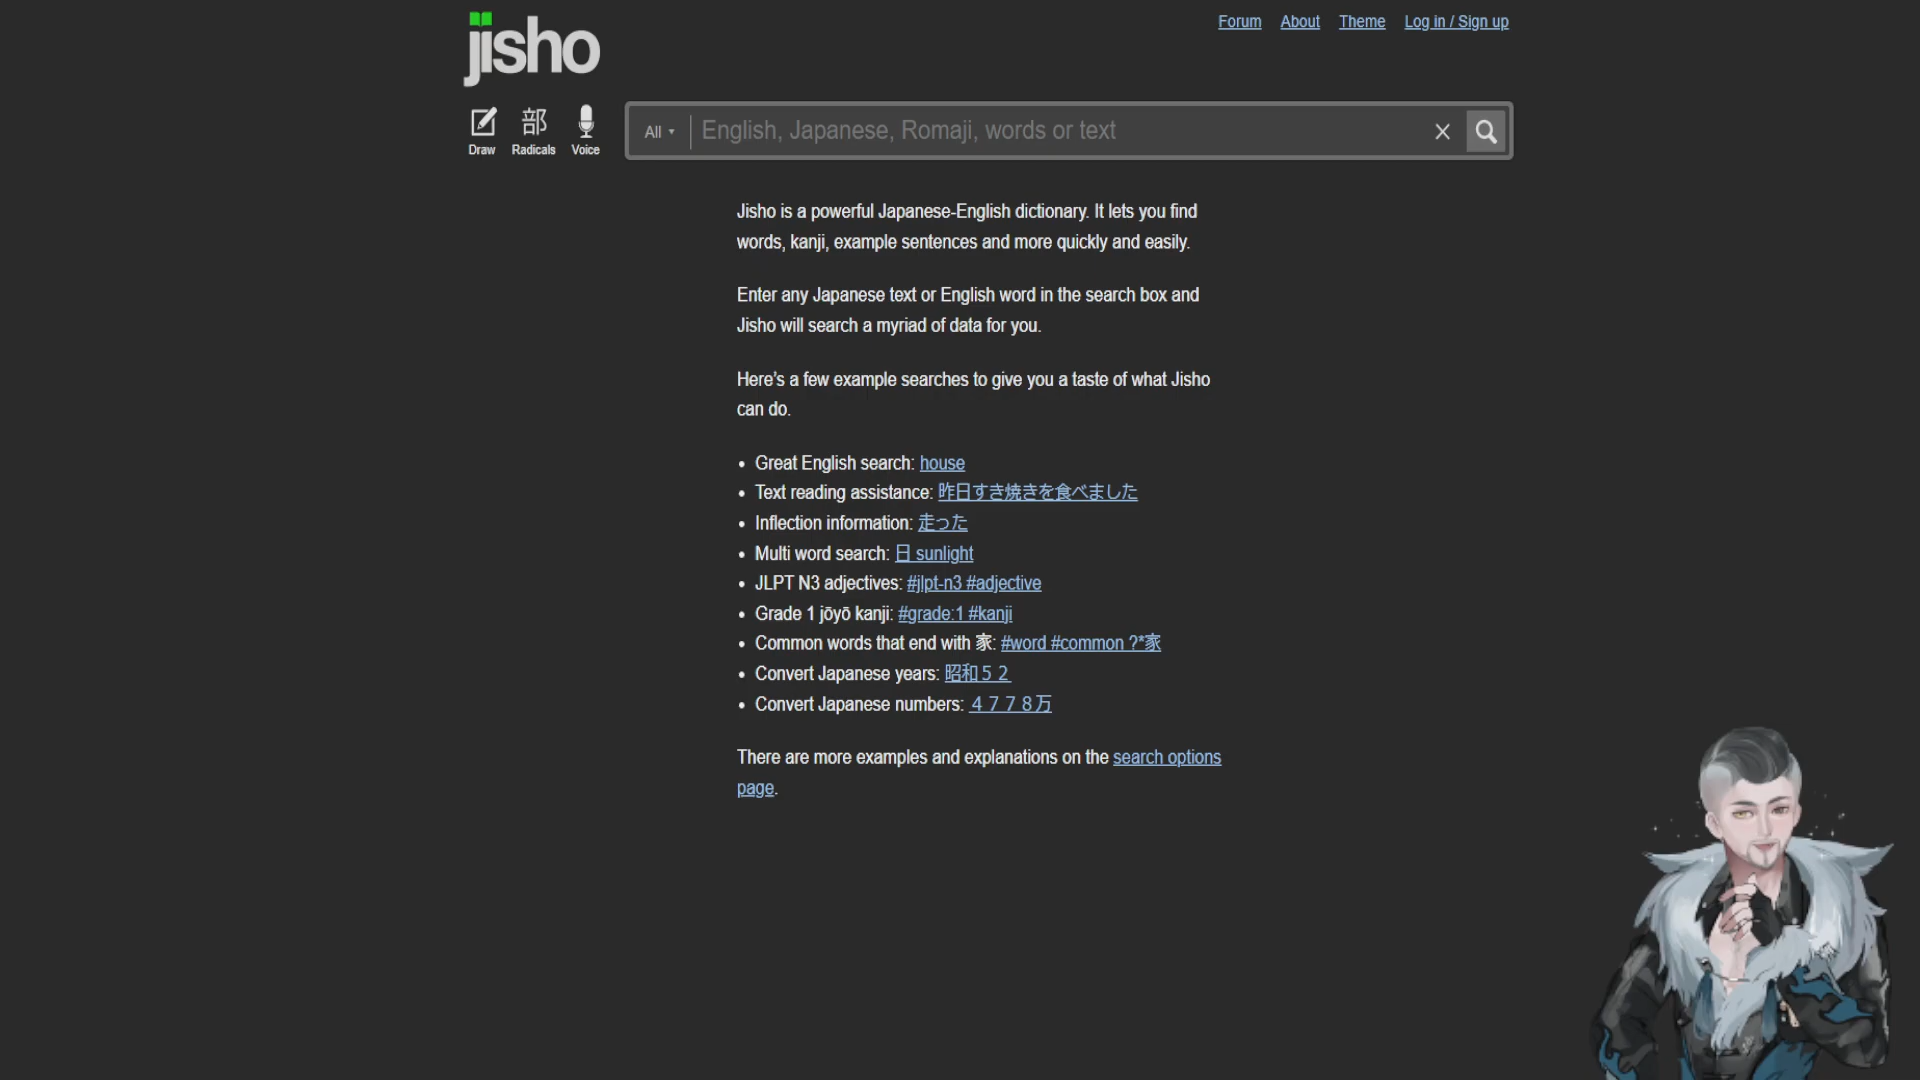 jisho
Forum About Theme Log in / Sign up
Draw 部 Radicals Voice
All English, Japanese, Romaji, words or text
Jisho is a powerful Japanese-English dictionary. It lets you find
words, kanji, example sentences and more quickly and easily.
Enter any Japanese text or English word in the search box and
Jisho will search a myriad of data for you.
Here’s a few example searches to give you a taste of what Jisho
can do.
• Great English search: house
• Text reading assistance: 昨日すき焼きを食べました
• Inflection information: 走った
• Multi word search: 日 sunlight
• JLPT N3 adjectives: #jlpt-n3 #adjective
• Grade 1 jōyō kanji: #grade:1 #kanji
• Common words that end with 家: #word #common ?*家
• Convert Japanese years: 昭和５２
• Convert Japanese numbers: ４７７８万
There are more examples and explanations on the search options
page.